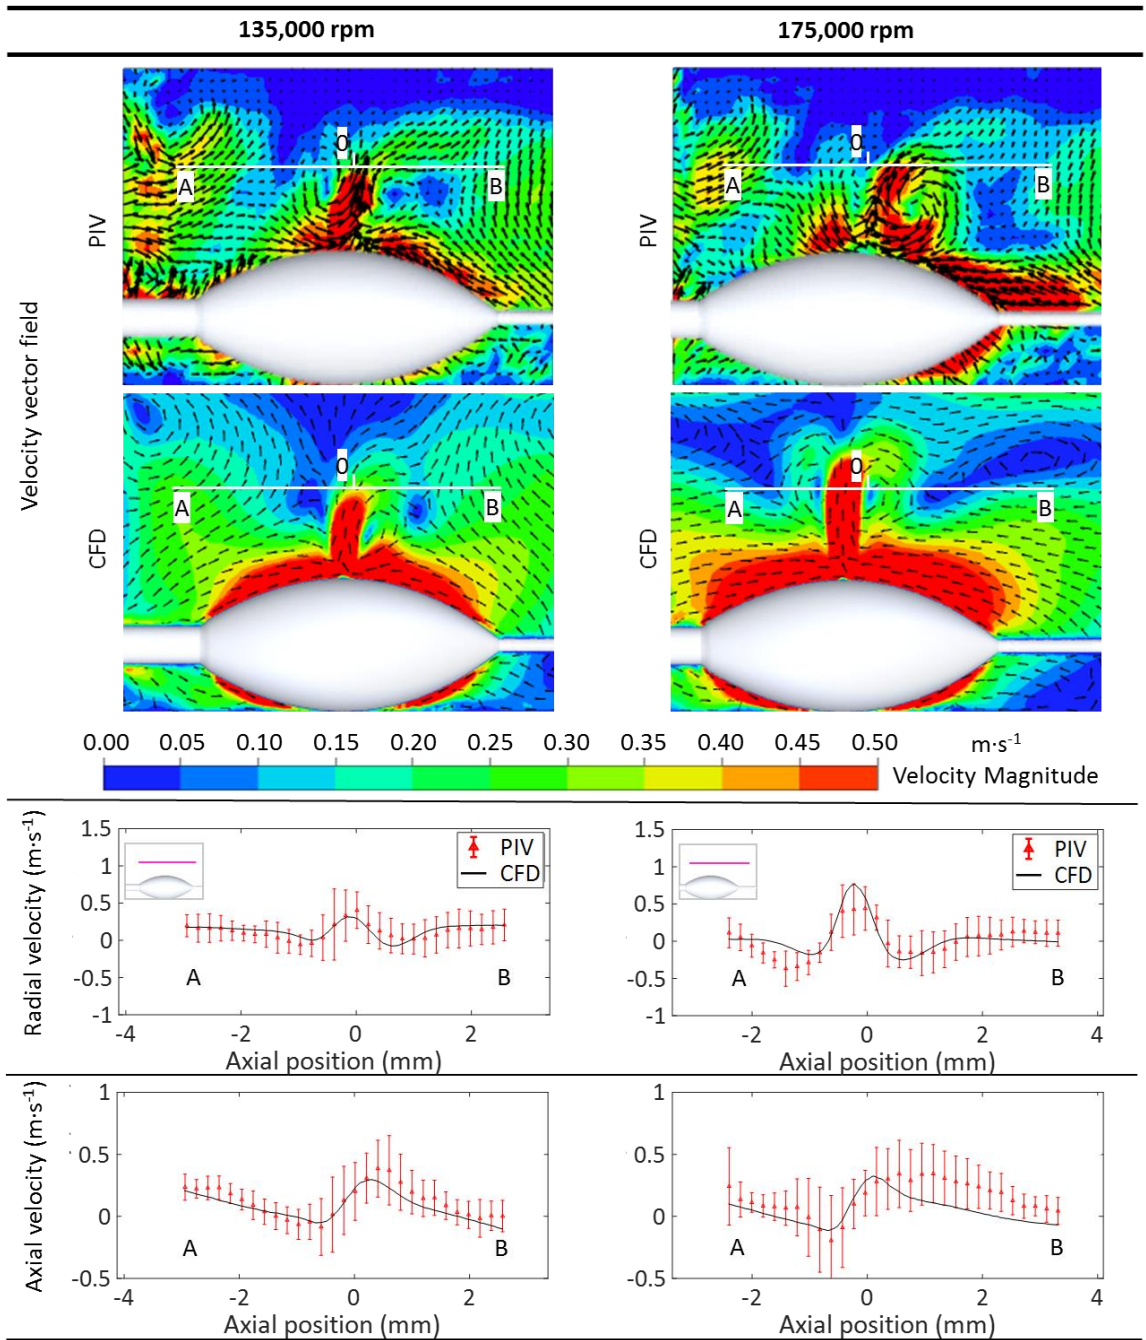 135,000 rpm 175,000 rpm
Velocity vector field
PIV
0
A B
PIV
0
A B
CFD
0
A B
CFD
0
A B
0.00 0.05 0.10 0.15 0.20 0.25 0.30 0.35 0.40 0.45 0.50 m·s-1
Velocity Magnitude
Radial velocity (m·s-1)
1.5
1
0.5
0
-0.5
-1
PIV
CFD
A B
-4 -2 0 2
Axial position (mm)
1.5
1
0.5
0
-0.5
-1
PIV
CFD
A B
-2 0 2 4
Axial position (mm)
Axial velocity (m·s-1)
1
0.5
0
-0.5
A B
-4 -2 0 2
Axial position (mm)
1
0.5
0
-0.5
A B
-2 0 2 4
Axial position (mm)